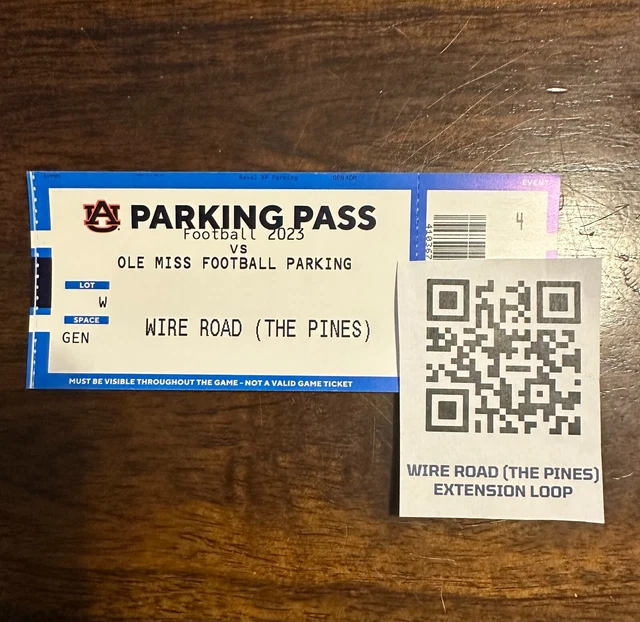 EVENT
AU
PARKING PASS
Football 2023
VS
OLE MISS FOOTBALL PARKING
LOT
W
SPACE
GEN
WIRE ROAD (THE PINES)
MUST BE VISIBLE THROUGHOUT THE GAME - NOT A VALID GAME TICKET
4
WIRE ROAD (THE PINES)
EXTENSION LOOP